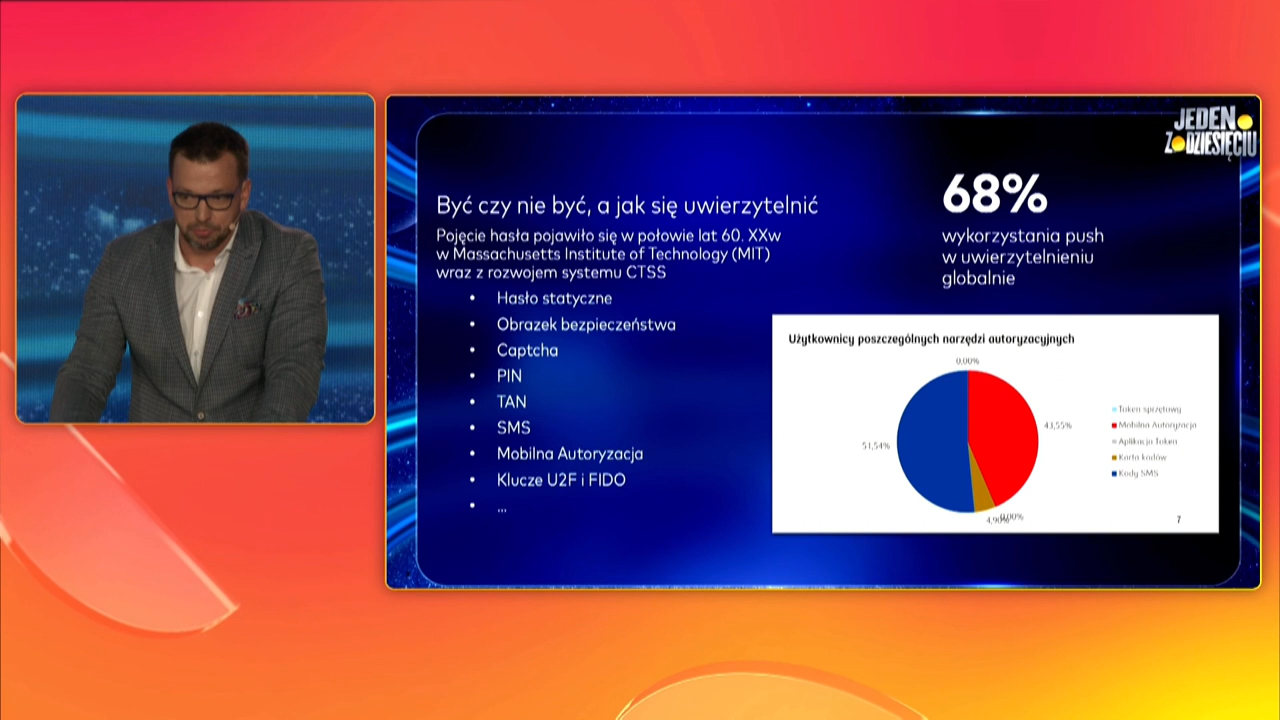 JEDEN
Z DZIESIĘCIU
Być czy nie być, a jak się uwierzytelnić
Pojęcie hasła pojawiło się w połowie lat 60. XXw
w Massachusetts Institute of Technology (MIT)
wraz z rozwojem systemu CTSS
• Hasło statyczne
• Obrazek bezpieczeństwa
• Captcha
• PIN
• TAN
• SMS
• Mobilna Autoryzacja
• Klucze U2F i FIDO
• ...
68%
wykorzystania push
w uwierzytelnieniu
globalnie
Użytkownicy poszczególnych narzędzi autoryzacyjnych
0,00%
43,55%
51,54%
4,90%
0,00%
Token sprzętowy
Mobilna Autoryzacja
Aplikacja Token
Karta kodów
Kody SMS
7